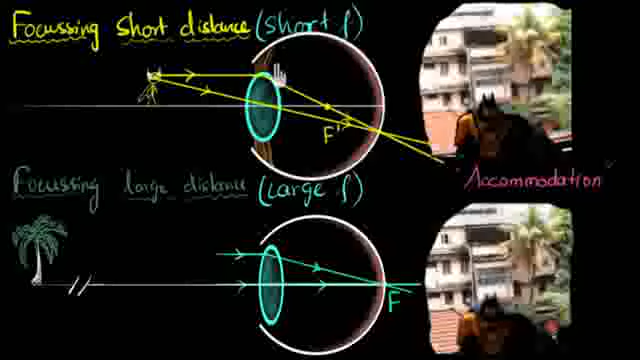 Focussing Short distance (short f)
F'
"Accommodation"
Focussing large distance (large f)
F